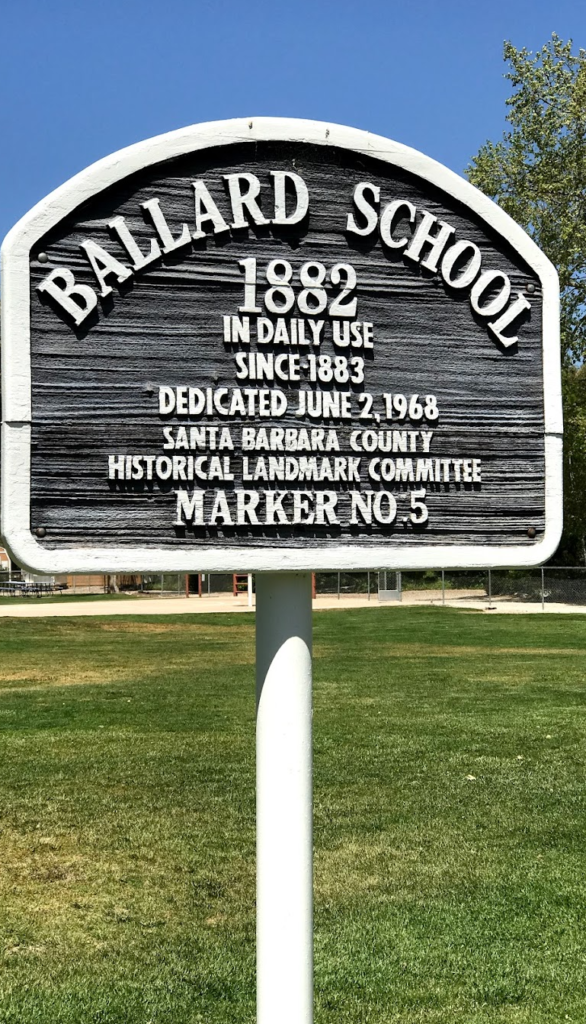 BALLARD SCHOOL
1882
IN DAILY USE
SINCE-1883
DEDICATED JUNE 2, 1968
SANTA BARBARA COUNTY
HISTORICAL LANDMARK COMMITTEE
MARKER NO. 5